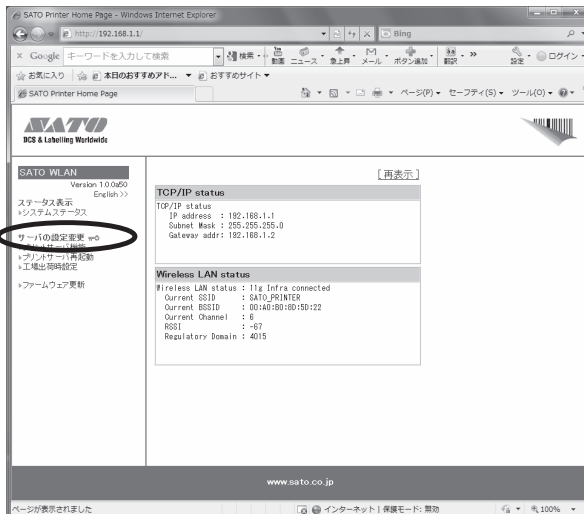 SATO Printer Home Page - Windows Internet Explorer
http://192.168.1.1/
Bing
Google キーワードを入力して検索
検索
動画
ニュース
急上昇
メール
ボタン追加
翻訳
設定
ログイン
お気に入り
本日のおすすめアド...
おすすめサイト
SATO Printer Home Page
ページ(P)
セーフティ(S)
ツール(O)
SATO
DCS & Labelling Worldwide
SATO WLAN
Version 1.0.0a50
English >>
ステータス表示
システムステータス
サーバの設定変更
プリントサーバ機能
プリントサーバ再起動
工場出荷時設定
ファームウェア更新
[再表示]
TCP/IP status
TCP/IP status
IP address : 192.168.1.1
Subnet Mask : 255.255.255.0
Gateway addr: 192.168.1.2
Wireless LAN status
Wireless LAN status : 11g Infra connected
Current SSID : SATO_PRINTER
Current BSSID : 00:A0:B0:8D:5D:22
Current Channel : 6
RSSI : -67
Regulatory Domain : 4015
www.sato.co.jp
ページが表示されました
インターネット | 保護モード: 無効
100%